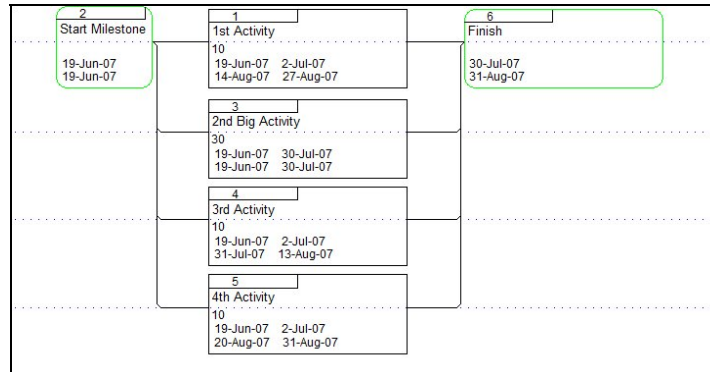 2
Start Milestone
19-Jun-07
19-Jun-07
1
1st Activity
10
19-Jun-07 2-Jul-07
14-Aug-07 27-Aug-07
3
2nd Big Activity
30
19-Jun-07 30-Jul-07
19-Jun-07 30-Jul-07
4
3rd Activity
10
19-Jun-07 2-Jul-07
31-Jul-07 13-Aug-07
5
4th Activity
10
19-Jun-07 2-Jul-07
20-Aug-07 31-Aug-07
6
Finish
30-Jul-07
31-Aug-07